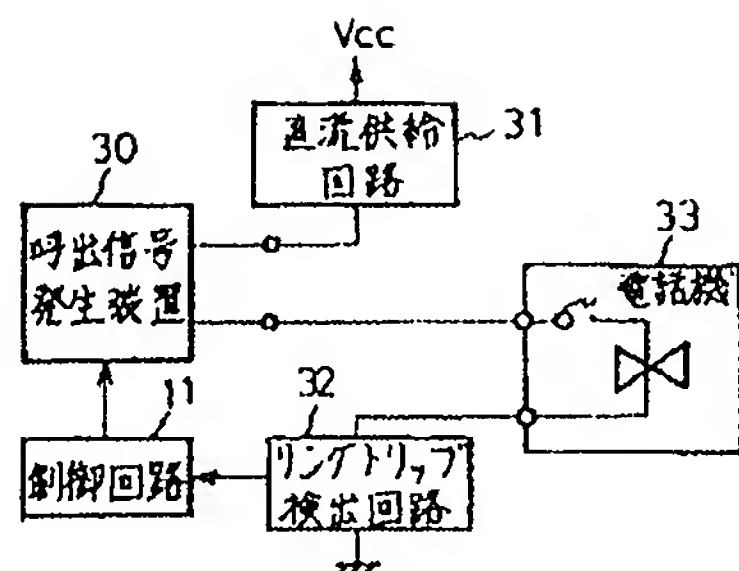 Vcc
直流供給
回路
31
30
呼出信号
発生装置
33
電話機
32
リングトリップ
検出回路
11
制御回路